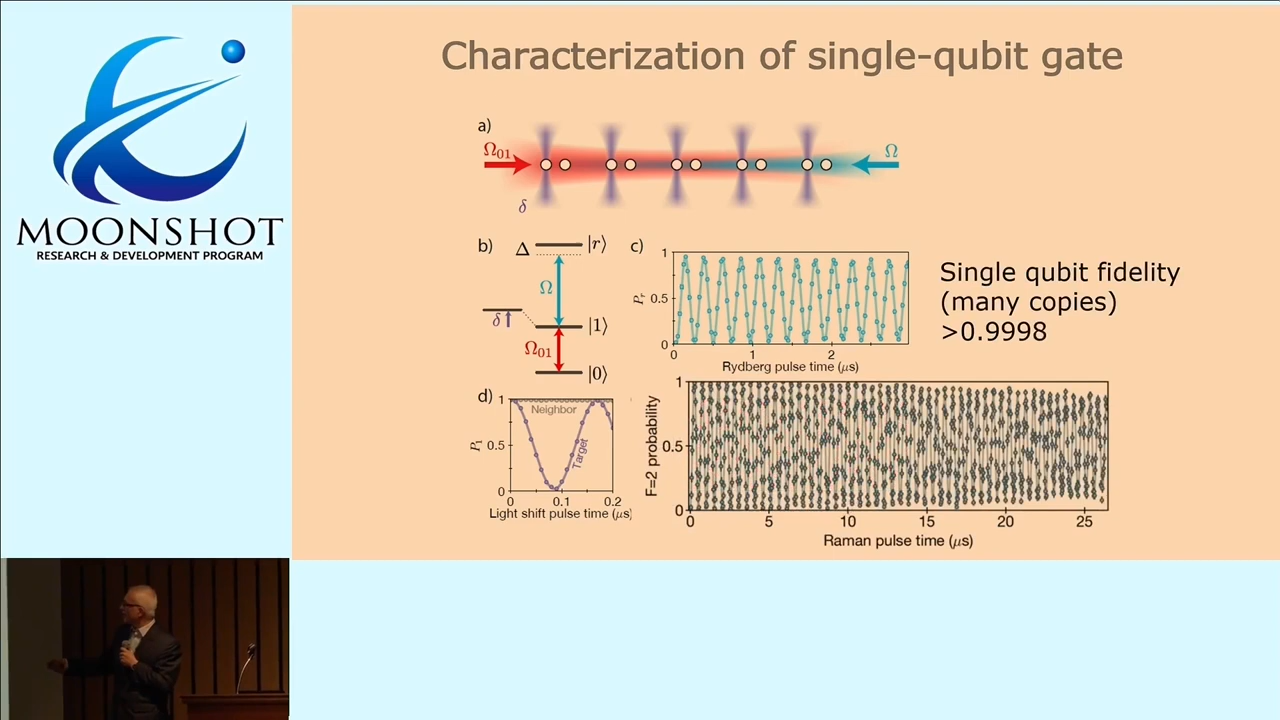 MOONSHOT
RESEARCH & DEVELOPMENT PROGRAM
Characterization of single-qubit gate
a)
Ω01
Ω
δ
b)
Δ
|r⟩
Ω
δ
|1⟩
Ω01
|0⟩
c)
1
0.5
0
Pr
0 1 2
Rydberg pulse time (μs)
Single qubit fidelity
(many copies)
>0.9998
d)
1
0.5
0
P1
Neighbor
Target
0 0.1 0.2
Light shift pulse time (μs)
1
0.5
0
F=2 probability
0 5 10 15 20 25
Raman pulse time (μs)